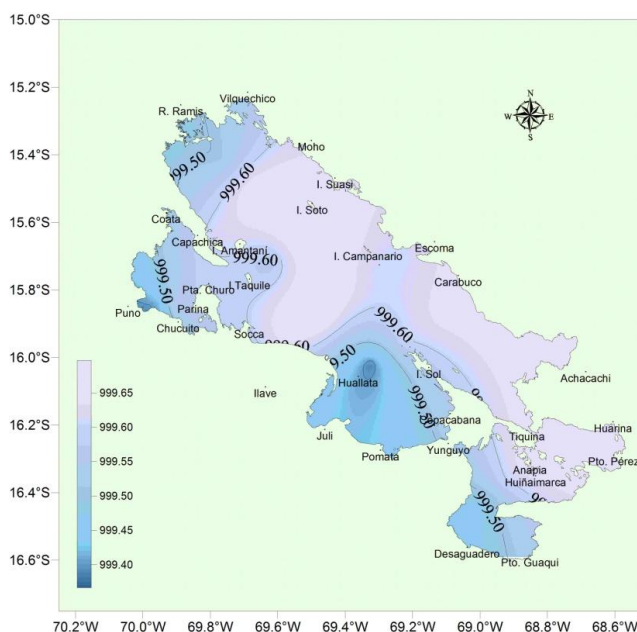 15.0°S
15.2°S
15.4°S
15.6°S
15.8°S
16.0°S
16.2°S
16.4°S
16.6°S
70.2°W
70.0°W
69.8°W
69.6°W
69.4°W
69.2°W
69.0°W
68.8°W
68.6°W
N
W
E
S
Vilquechico
R. Ramis
Moho
999.60
I. Suasi
I. Soto
Coata
Capachica
I. Amantaní
999.60
I. Campanario
Escoma
Carabuco
999.50
Pta. Churo
I.Taquile
Puno
Parina
Chucuito
Socca
999.60
I. Sol
Huallata
Ilave
Achacachi
999.50
Juli
Pomata
Yunguyo
Tiquina
Huarina
Anapia
Pto. Pérez
Huiñaimarca
999.50
Desaguadero
Pto. Guaqui
999.65
999.60
999.55
999.50
999.45
999.40